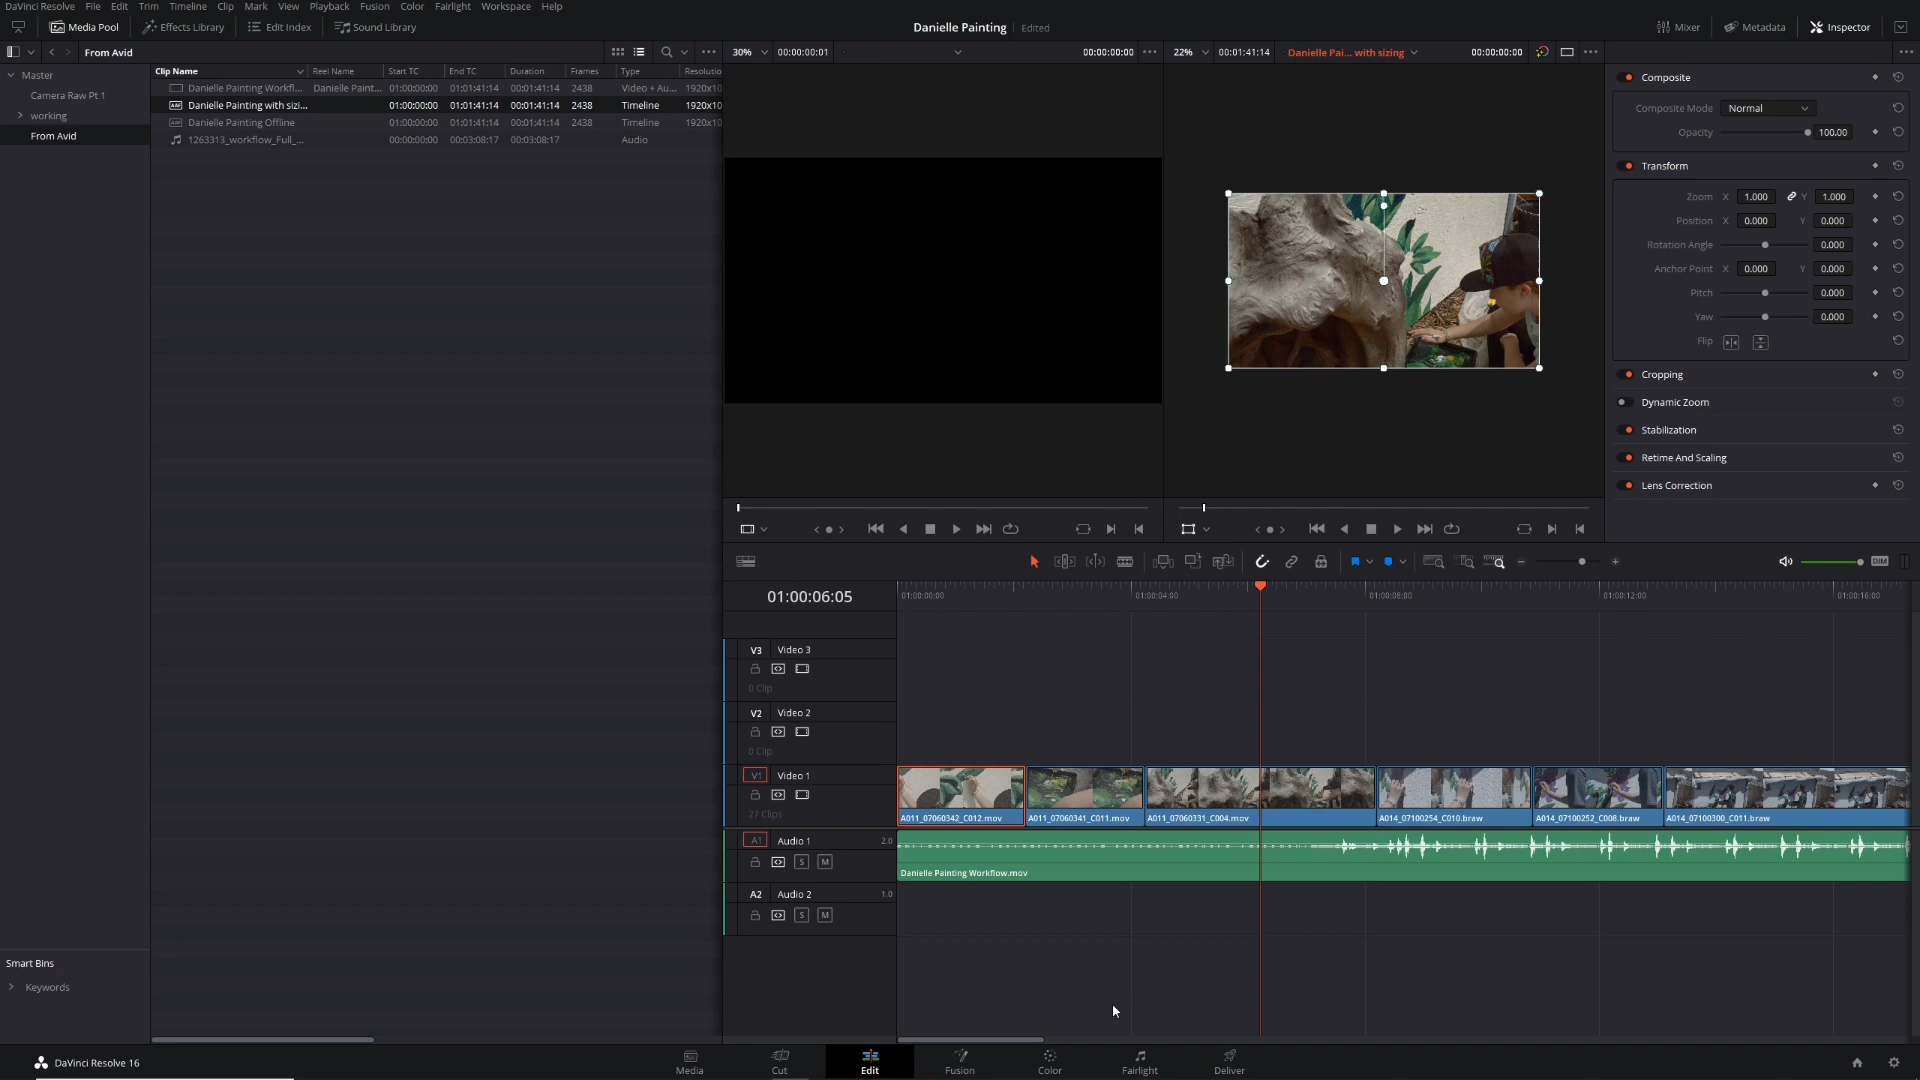 DaVinci Resolve File Edit Trim Timeline Clip Mark View Playback Fusion Color Fairlight Workspace Help
Media Pool Effects Library Edit Index Sound Library Danielle Painting Edited Mixer Metadata Inspector
From Avid 30% 00:00:00:01 00:00:00:00 22% 00:01:41:14 Danielle Pai... with sizing 00:00:00:00
Master
Camera Raw Pt 1
working
From Avid
Clip Name Reel Name Start TC End TC Duration Frames Type Resolutio
Danielle Painting Workfl... Danielle Paint... 01:00:00:00 01:01:41:14 00:01:41:14 2438 Video + Au... 1920x10
Danielle Painting with sizi... 01:00:00:00 01:01:41:14 00:01:41:14 2438 Timeline 1920x10
Danielle Painting Offline 01:00:00:00 01:01:41:14 00:01:41:14 2438 Timeline 1920x10
1263313_workflow_Full_... 00:00:00:00 00:03:08:17 00:03:08:17 Audio
Composite
Composite Mode Normal
Opacity 100.00
Transform
Zoom X 1.000 Y 1.000
Position X 0.000 Y 0.000
Rotation Angle 0.000
Anchor Point X 0.000 Y 0.000
Pitch 0.000
Yaw 0.000
Flip
Cropping
Dynamic Zoom
Stabilization
Retime And Scaling
Lens Correction
DIM
01:00:06:05 01:00:00:00 01:00:04:00 01:00:08:00 01:00:12:00 01:00:16:00
V3 Video 3
0 Clip
V2 Video 2
0 Clip
V1 Video 1
27 Clips
A011_07060342_C012.mov A011_07060341_C011.mov A011_07060331_C004.mov A014_07100254_C010.braw A014_07100252_C008.braw A014_07100300_C011.braw
A1 Audio 1 2.0
S M
Danielle Painting Workflow.mov
A2 Audio 2 1.0
S M
Smart Bins
Keywords
DaVinci Resolve 16
Media Cut Edit Fusion Color Fairlight Deliver